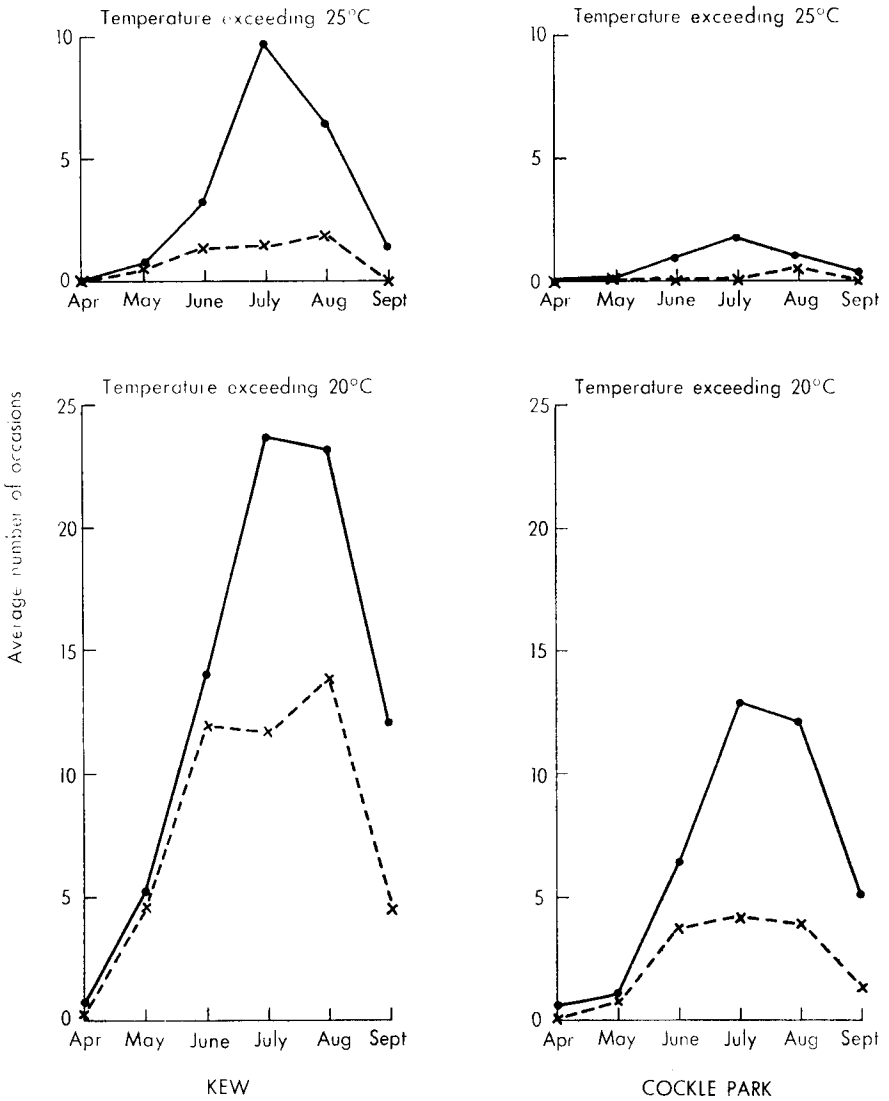 Temperature exceeding 25°C
10
5
0
Apr May June July Aug Sept
Temperature exceeding 25°C
10
5
0
Apr May June July Aug Sept
Average number of occasions
Temperature exceeding 20°C
25
20
15
10
5
0
Apr May June July Aug Sept
KEW
Temperature exceeding 20°C
25
20
15
10
5
0
Apr May June July Aug Sept
COCKLE PARK